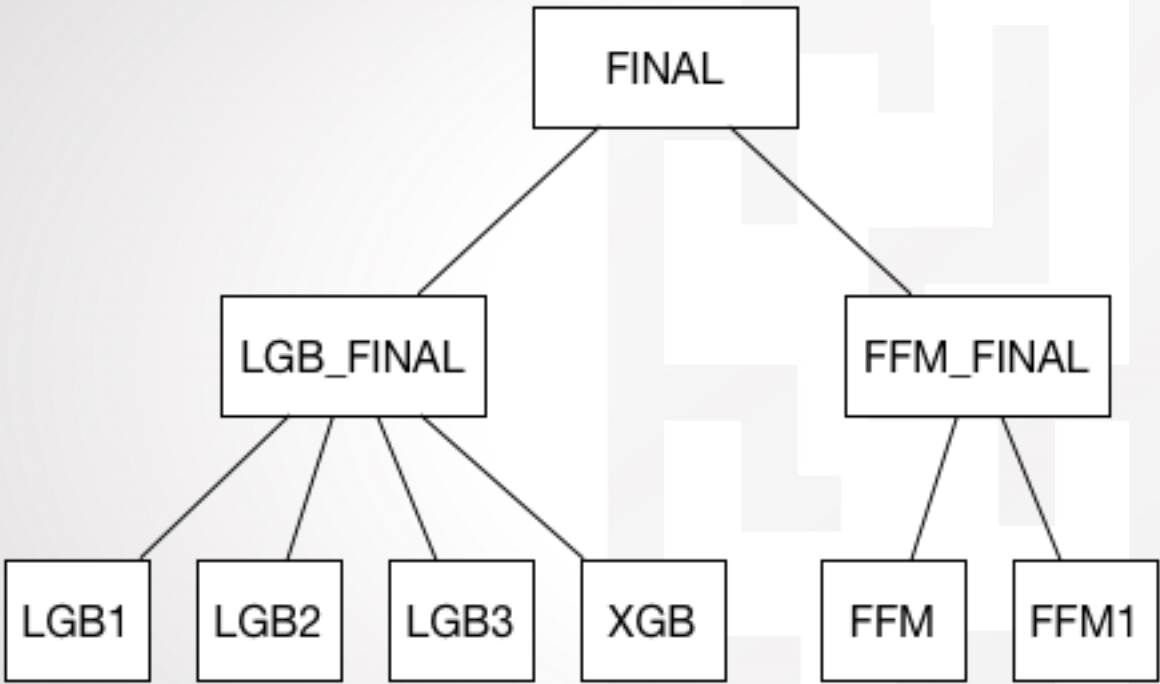 FINAL
LGB_FINAL
FFM_FINAL
LGB1
LGB2
LGB3
XGB
FFM
FFM1